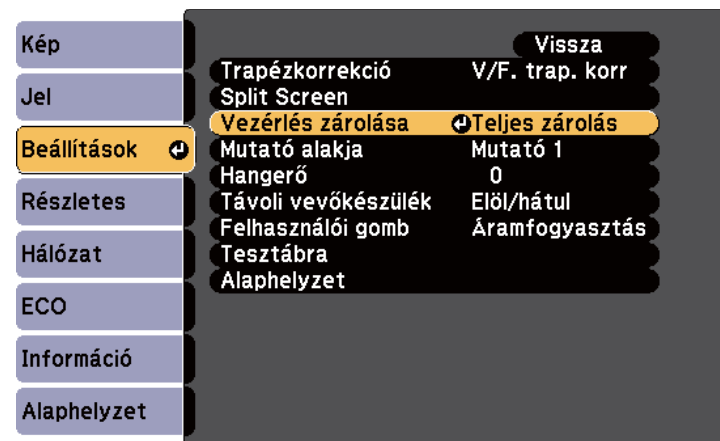 Kép
Jel
Beállítások
Részletes
Hálózat
ECO
Információ
Alaphelyzet
Vissza
Trapézkorrekció V/F. trap. korr
Split Screen
Vezérlés zárolása Teljes zárolás
Mutató alakja Mutató 1
Hangerő 0
Távoli vevőkészülék Elöl/hátul
Felhasználói gomb Áramfogyasztás
Tesztábra
Alaphelyzet